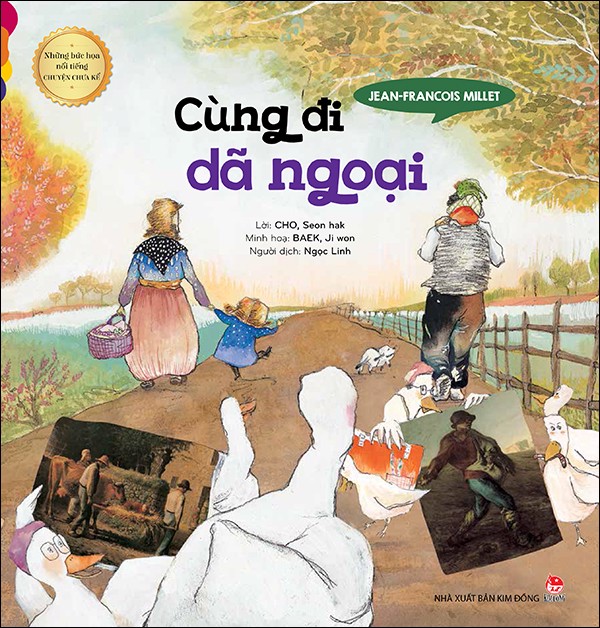 Những bức họa
nổi tiếng
CHUYỆN CHƯA KỂ
JEAN-FRANCOIS MILLET
Cùng đi
dã ngoại
Lời: CHO, Seon hak
Minh hoạ: BAEK, Ji won
Người dịch: Ngọc Linh
NHÀ XUẤT BẢN KIM ĐỒNG